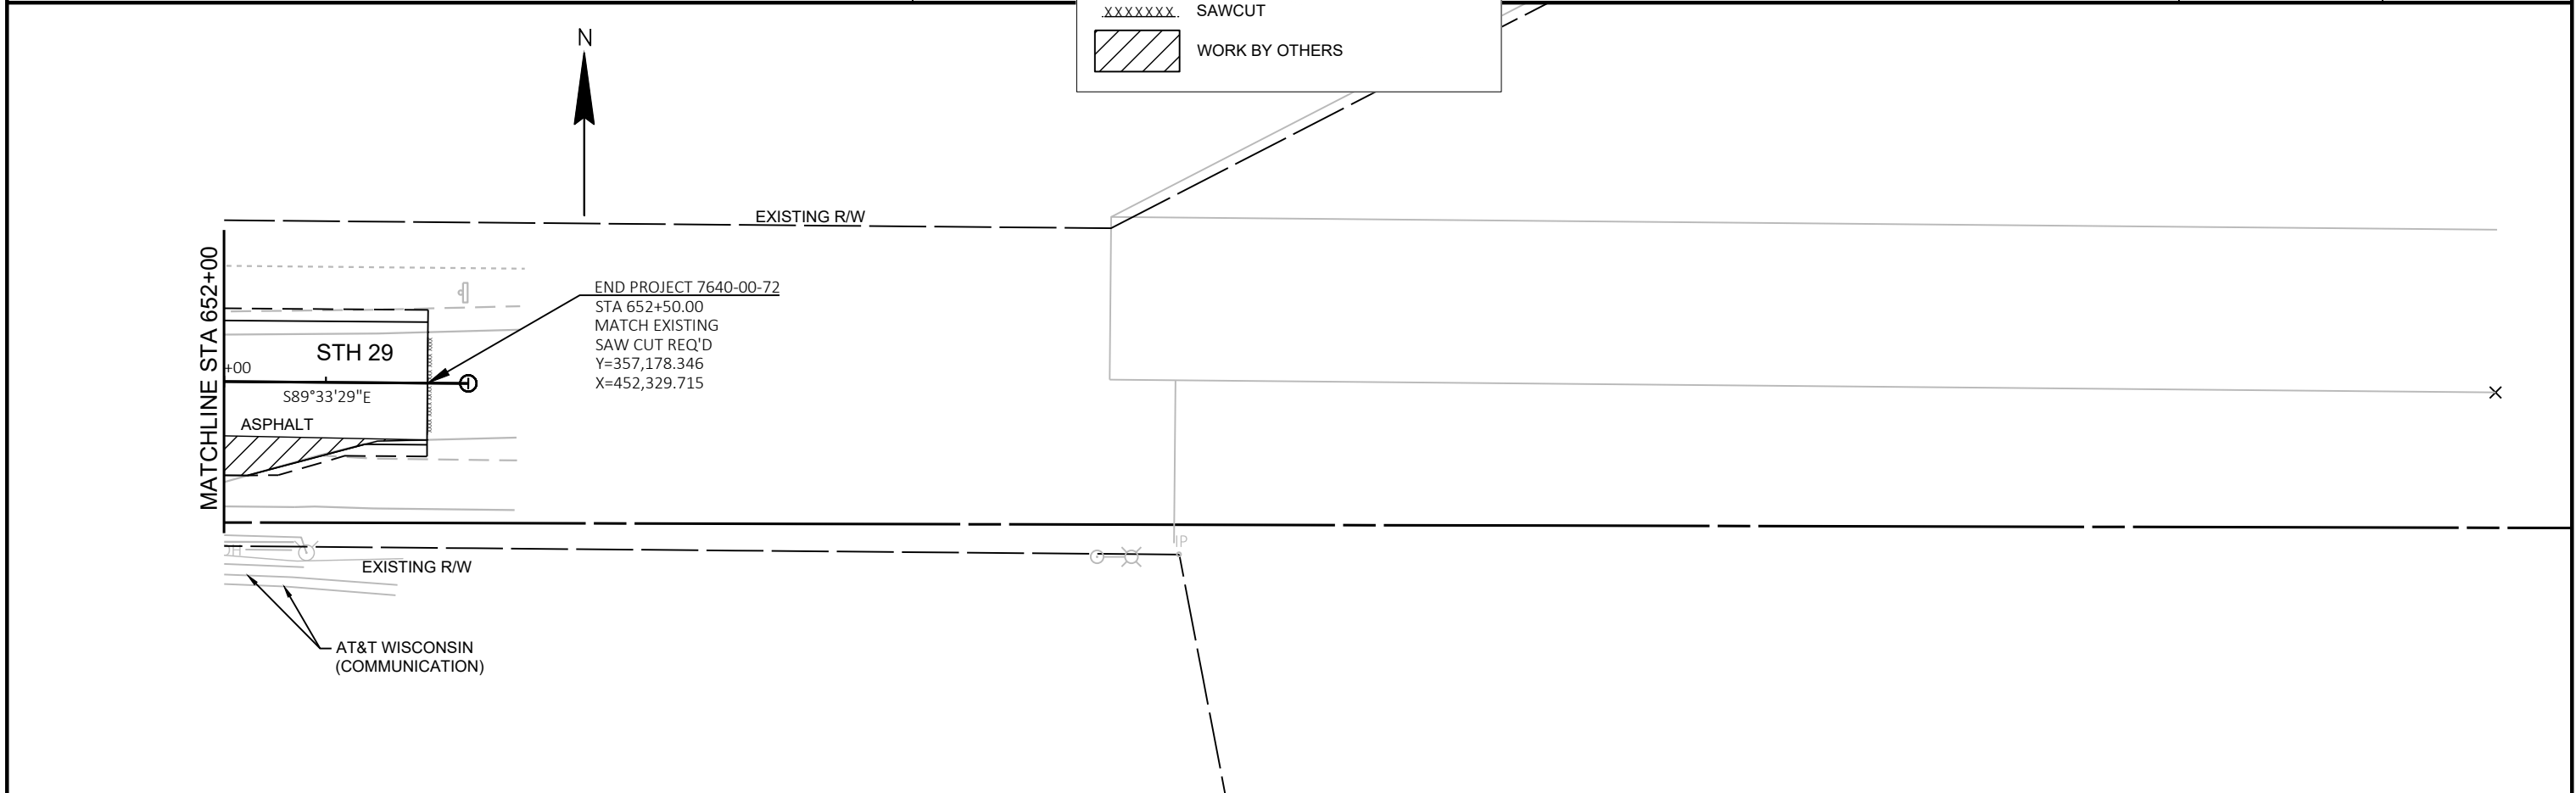 XXXXXXX SAWCUT
WORK BY OTHERS
N
EXISTING R/W
MATCHLINE STA 652+00
END PROJECT 7640-00-72
STA 652+50.00
MATCH EXISTING
SAW CUT REQ'D
Y=357,178.346
X=452,329.715
STH 29
+00
S89°33'29"E
ASPHALT
IP
EXISTING R/W
AT&T WISCONSIN
(COMMUNICATION)